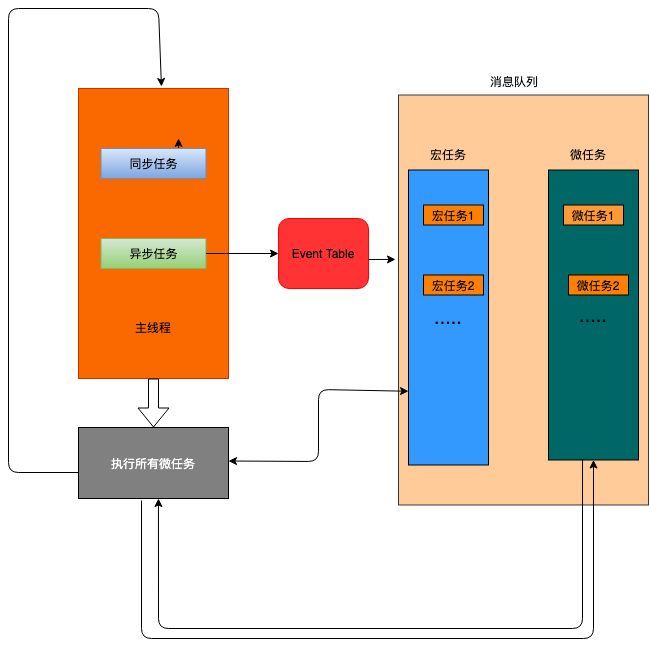 消息队列
宏任务
微任务
同步任务
宏任务1
微任务1
异步任务
Event Table
宏任务2
微任务2
.....
.....
主线程
执行所有微任务